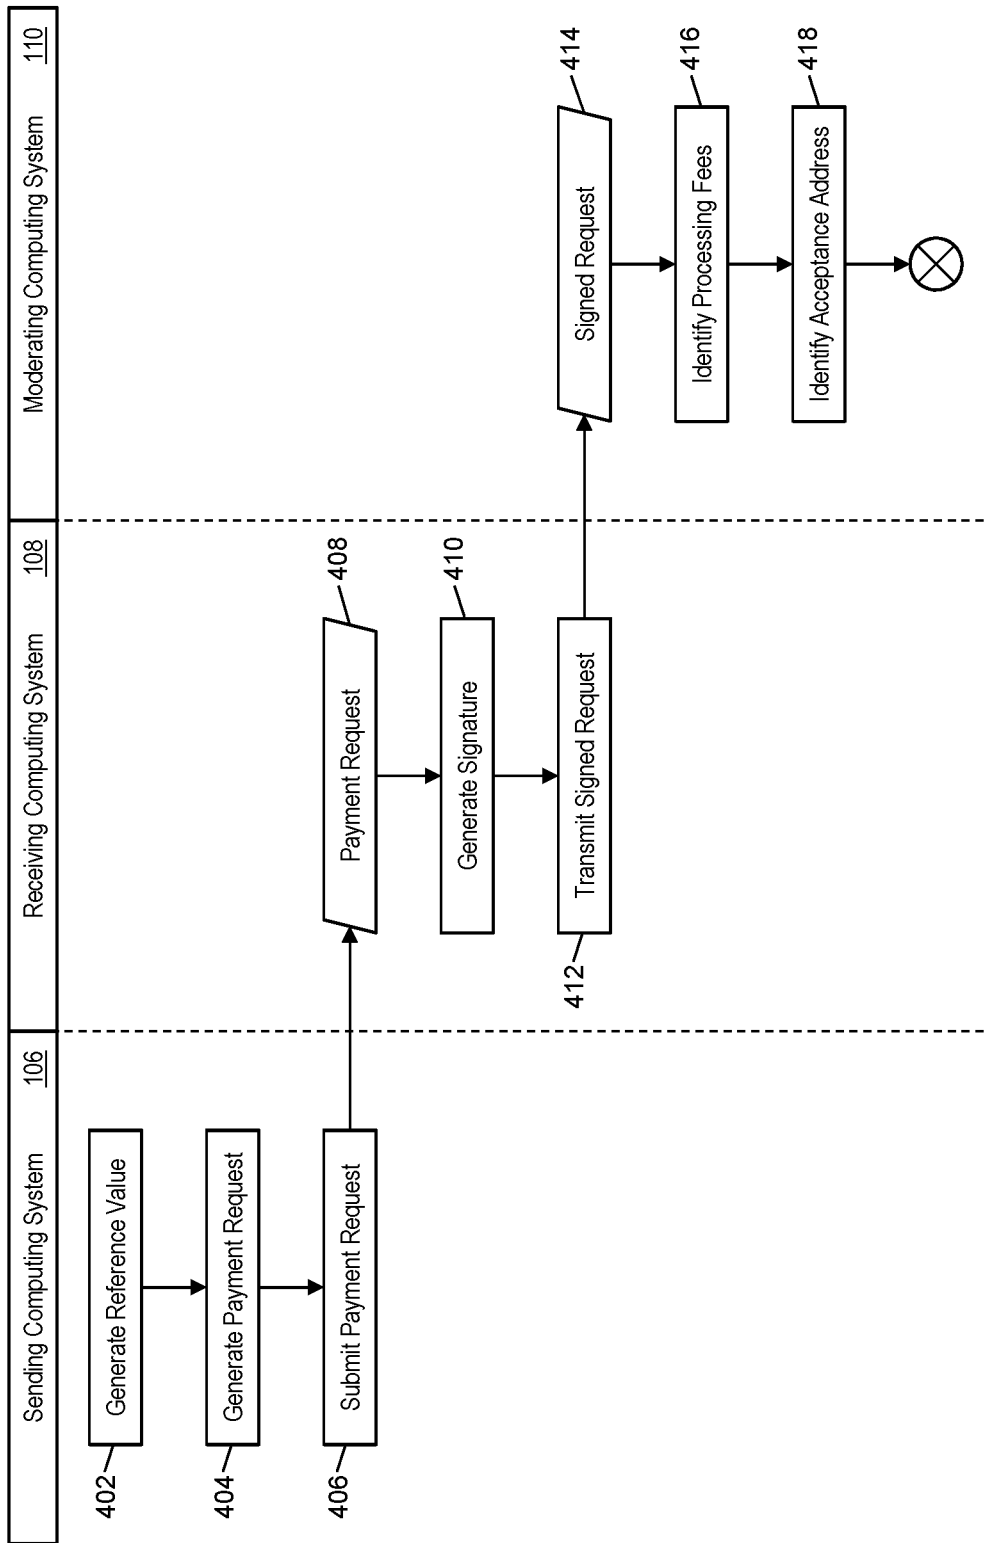 Sending Computing System 106
Receiving Computing System 108
Moderating Computing System 110
402
Generate Reference Value
404
Generate Payment Request
406
Submit Payment Request
Payment Request
408
Generate Signature
410
412
Transmit Signed Request
Signed Request
414
Identify Processing Fees
416
Identify Acceptance Address
418